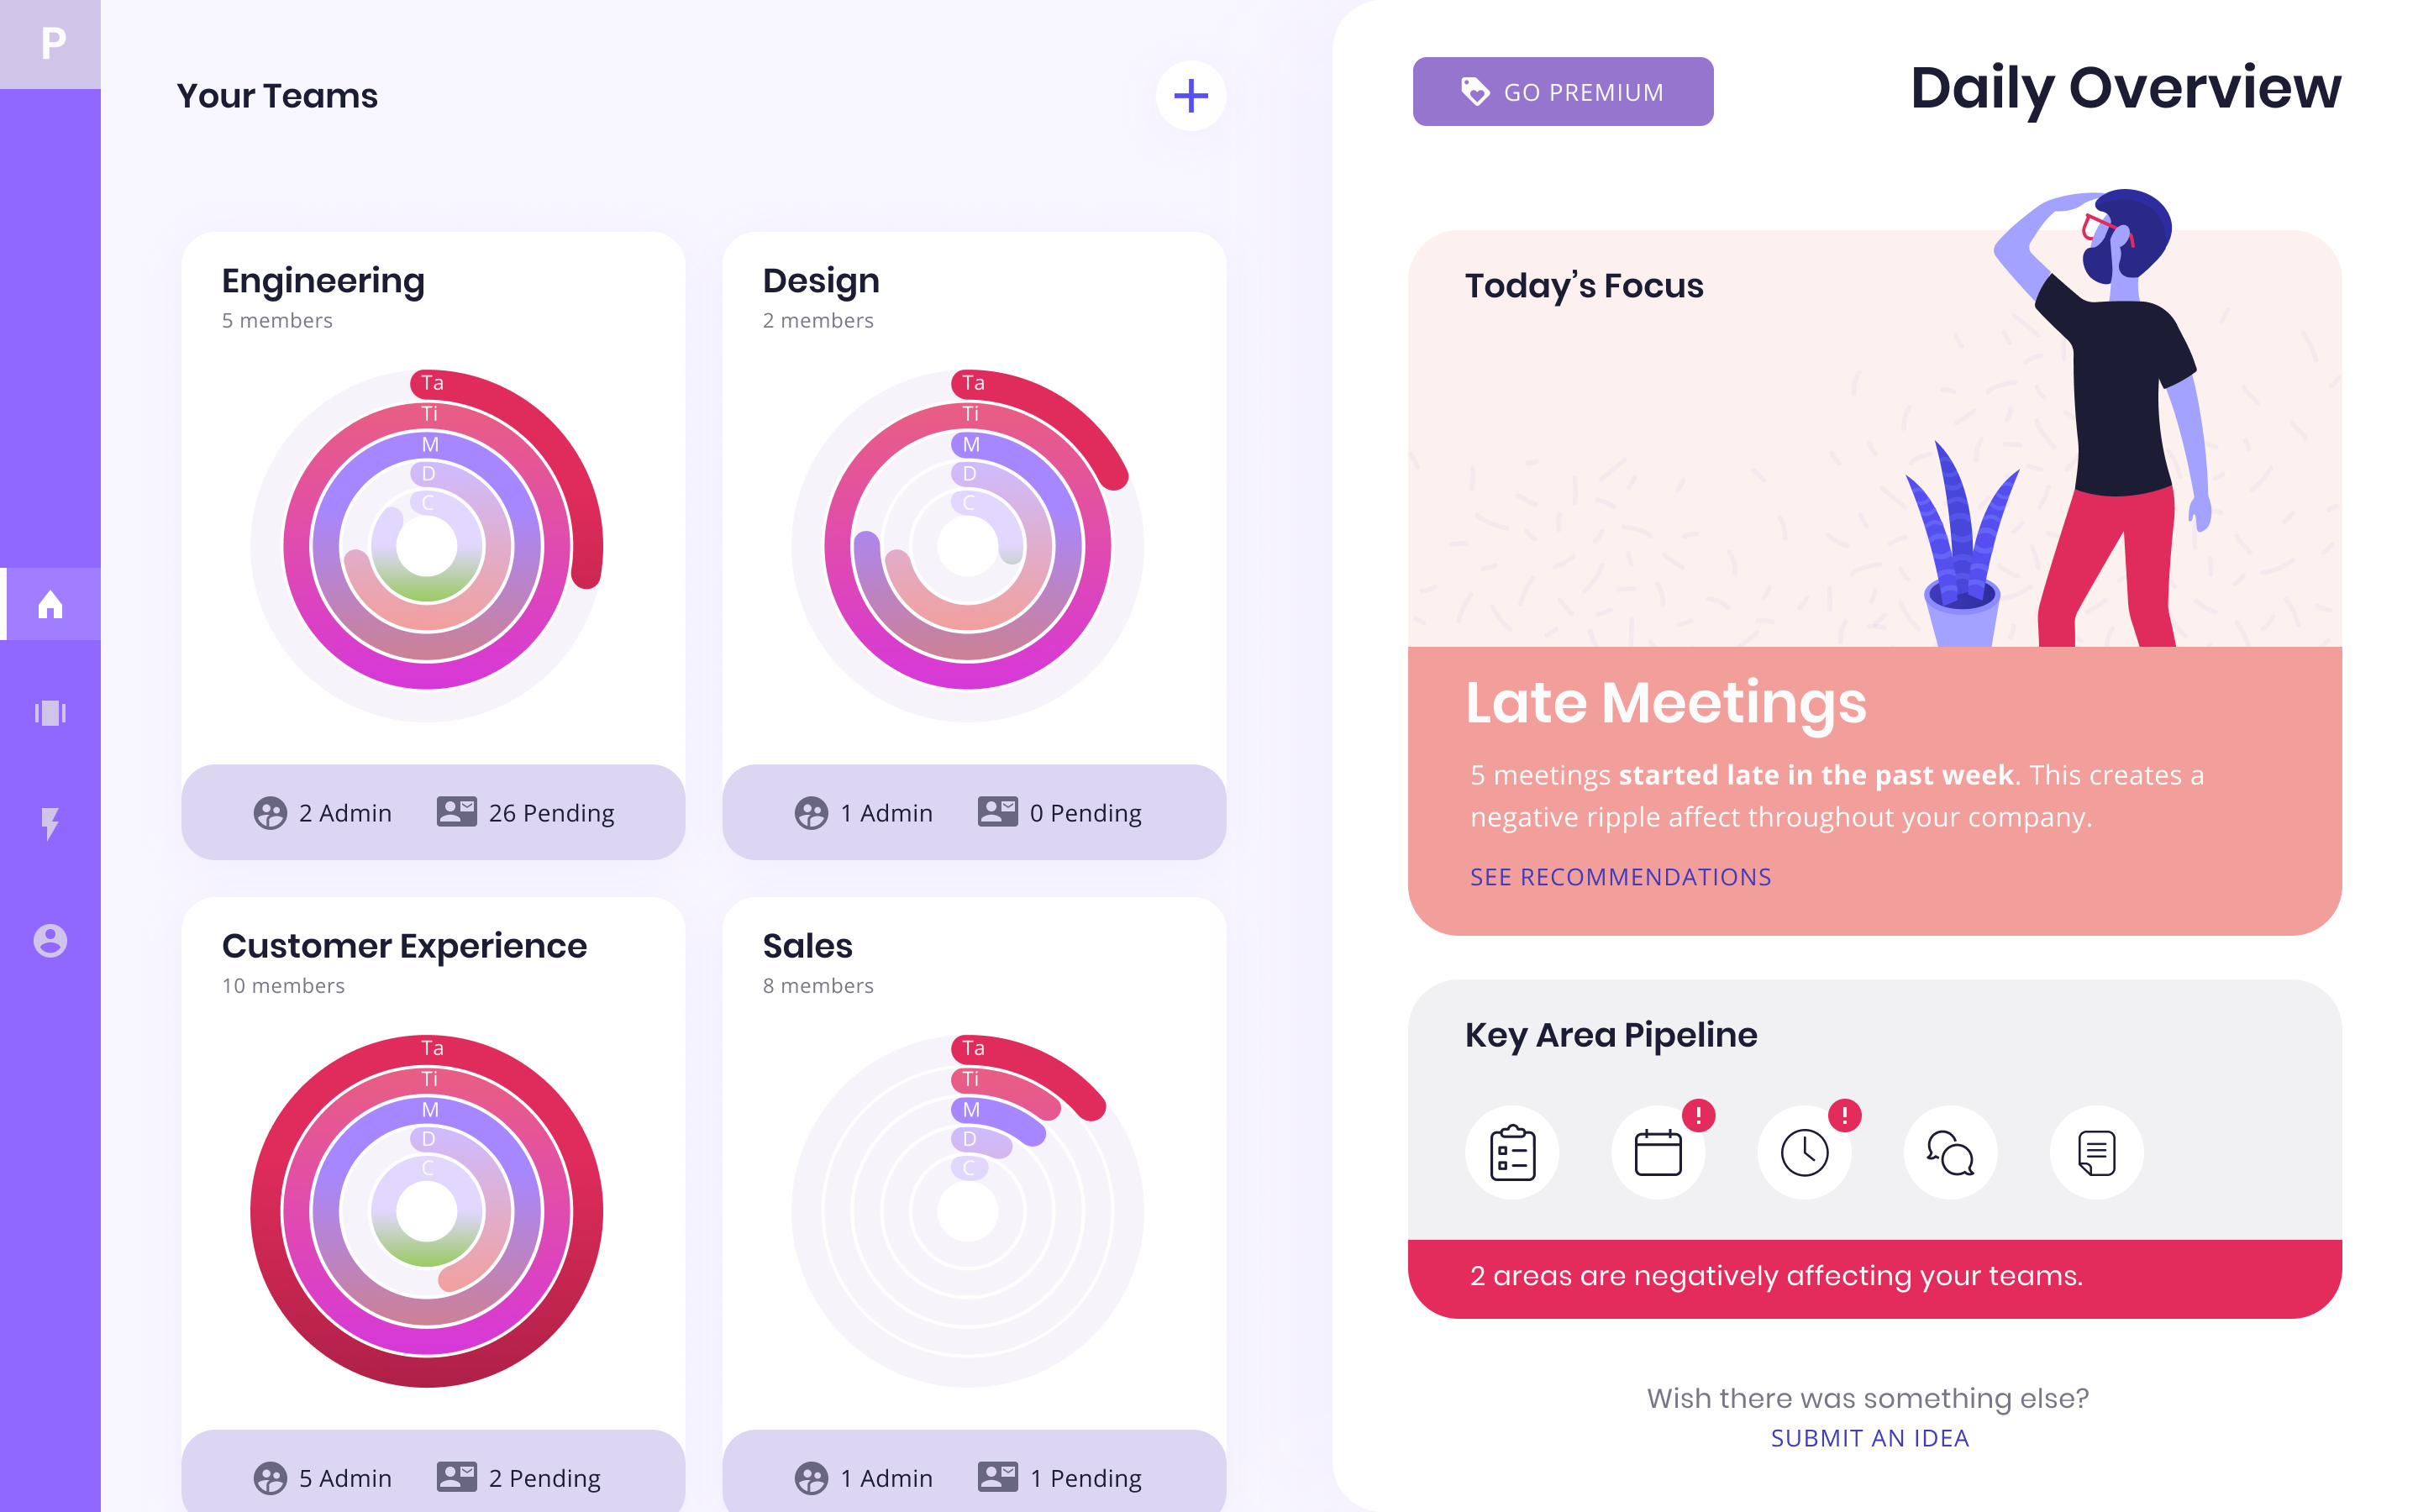 P
Your Teams
Engineering
5 members
Ta
Ti
M
D
C
2 Admin
26 Pending
Design
2 members
Ta
Ti
M
D
C
1 Admin
0 Pending
Customer Experience
10 members
Ta
Ti
M
D
C
5 Admin
2 Pending
Sales
8 members
Ta
Ti
M
D
C
1 Admin
1 Pending
GO PREMIUM
Daily Overview
Today’s Focus
Late Meetings
5 meetings started late in the past week. This creates a
negative ripple affect throughout your company.
SEE RECOMMENDATIONS
Key Area Pipeline
!
!
2 areas are negatively affecting your teams.
Wish there was something else?
SUBMIT AN IDEA